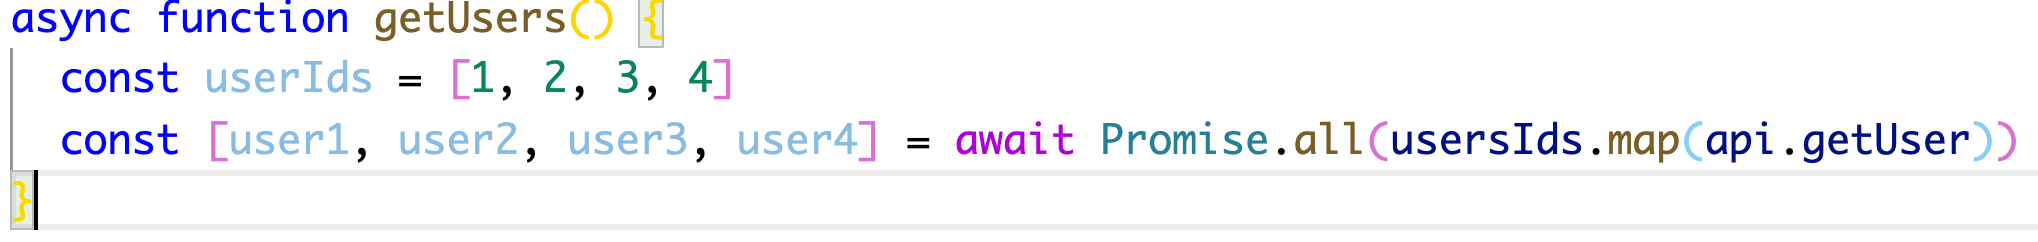 async function getUsers() {
  const userIds = [1, 2, 3, 4]
  const [user1, user2, user3, user4] = await Promise.all(usersIds.map(api.getUser))
}